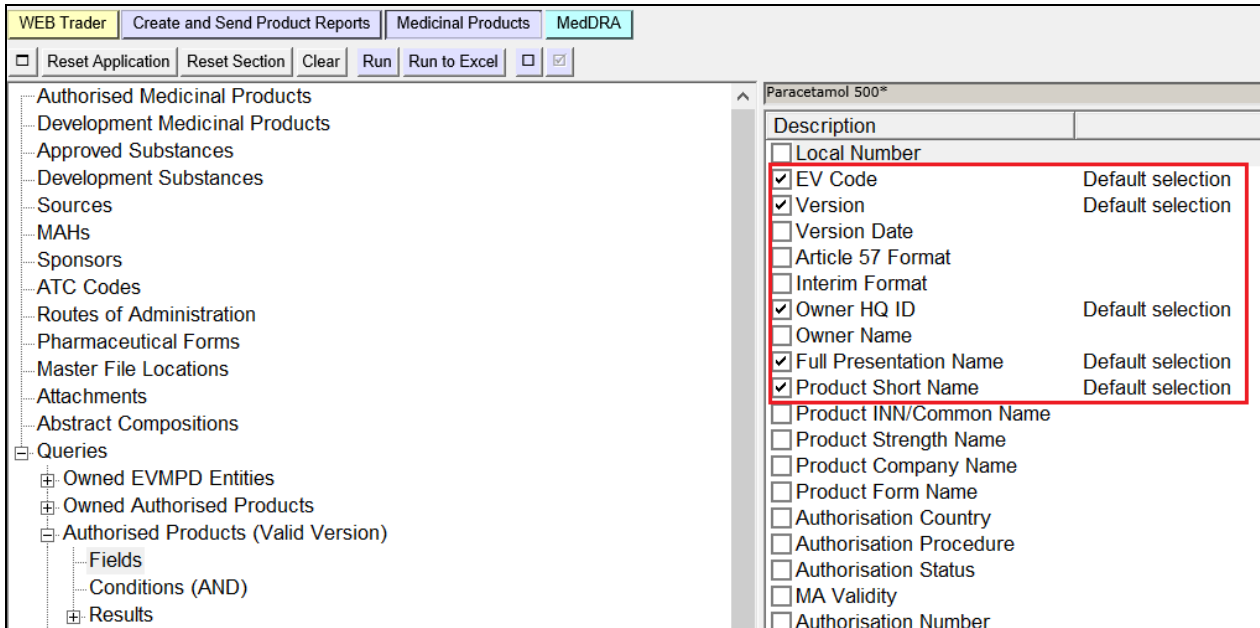 WEB Trader Create and Send Product Reports Medicinal Products MedDRA
Reset Application Reset Section Clear Run Run to Excel
Authorised Medicinal Products
Development Medicinal Products
Approved Substances
Development Substances
Sources
MAHs
Sponsors
ATC Codes
Routes of Administration
Pharmaceutical Forms
Master File Locations
Attachments
Abstract Compositions
Queries
Owned EVMPD Entities
Owned Authorised Products
Authorised Products (Valid Version)
Fields
Conditions (AND)
Results
Paracetamol 500*
Description
Local Number
EV Code Default selection
Version Default selection
Version Date
Article 57 Format
Interim Format
Owner HQ ID Default selection
Owner Name
Full Presentation Name Default selection
Product Short Name Default selection
Product INN/Common Name
Product Strength Name
Product Company Name
Product Form Name
Authorisation Country
Authorisation Procedure
Authorisation Status
MA Validity
Authorisation Number